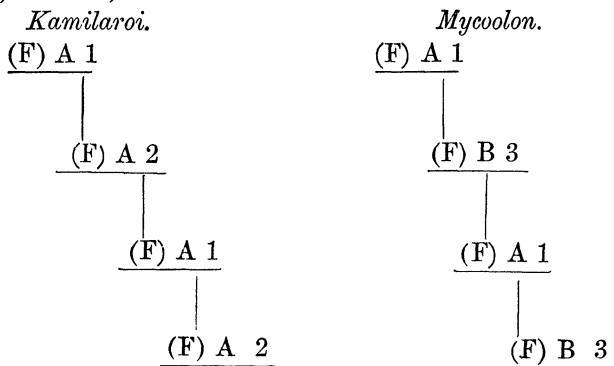 Kamilaroi. Mycoolon.
(F) A 1 (F) A 1
(F) A 2 (F) B 3
(F) A 1 (F) A 1
(F) A 2 (F) B 3